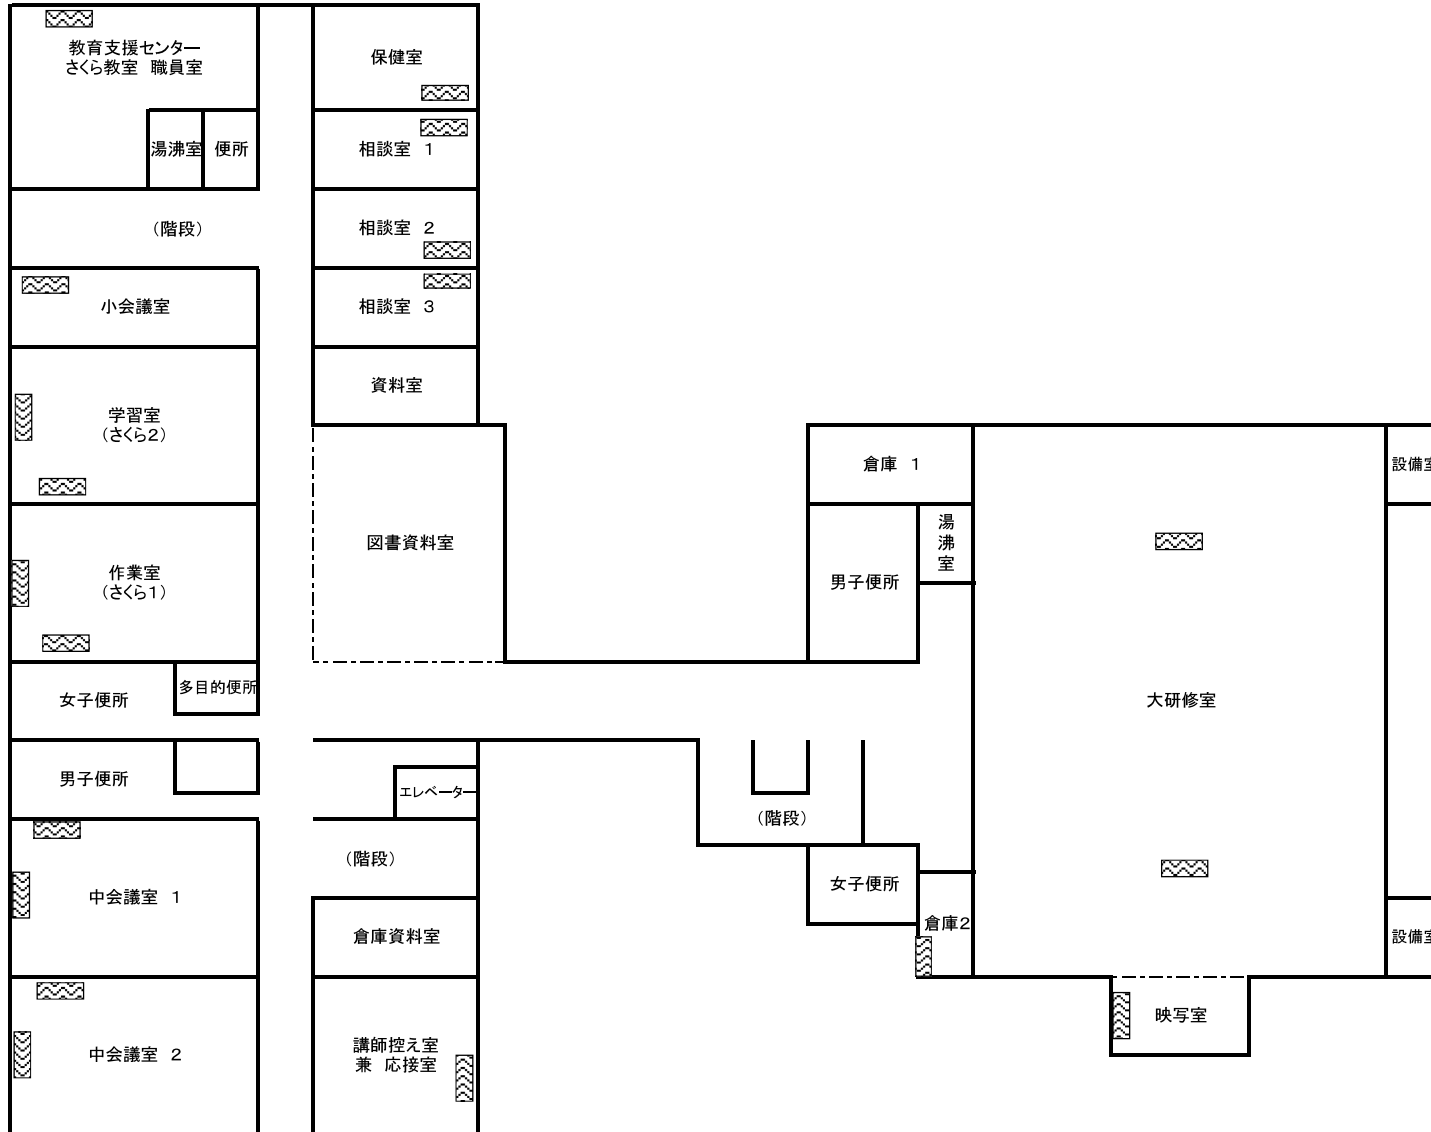 教育支援センター
さくら教室 職員室
湯沸室
便所
(階段)
小会議室
学習室
(さくら2)
作業室
(さくら1)
女子便所
多目的便所
男子便所
中会議室 1
中会議室 2
保健室
相談室 1
相談室 2
相談室 3
資料室
図書資料室
エレベーター
(階段)
倉庫資料室
講師控え室
兼 応接室
(階段)
倉庫 1
湯
沸
室
男子便所
女子便所
倉庫2
大研修室
映写室
設備室
設備室